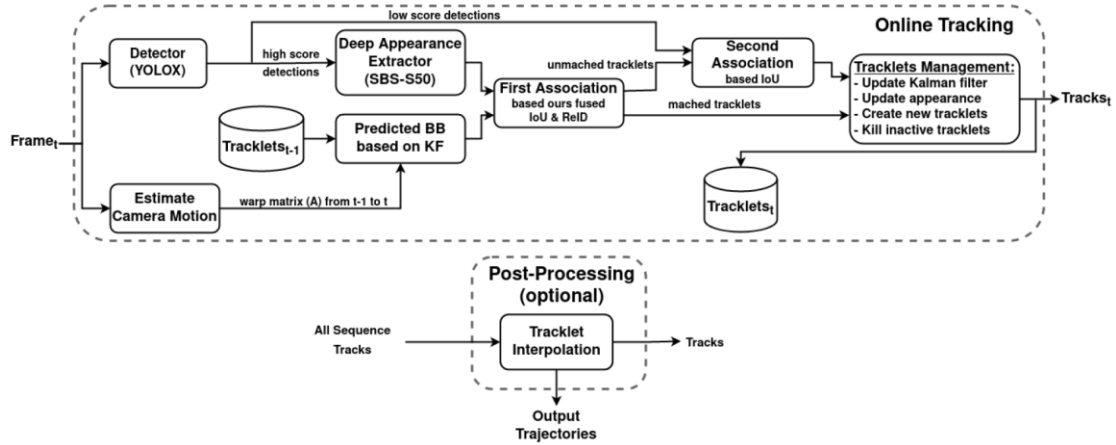 Online Tracking
low score detections
Detector
(YOLOX)
high score
detections
Deep Appearance
Extractor
(SBS-S50)
unmached tracklets
Second
Association
based IoU
Tracklets Management:
- Update Kalman filter
- Update appearance
- Create new tracklets
- Kill inactive tracklets
Tracks_t
First Association
based ours fused
IoU & ReID
mached tracklets
Frame_t
Tracklets_t-1
Predicted BB
based on KF
Estimate
Camera Motion
warp matrix (A) from t-1 to t
Tracklets_t
Post-Processing
(optional)
All Sequence
Tracks
Tracklet
Interpolation
Tracks
Output
Trajectories